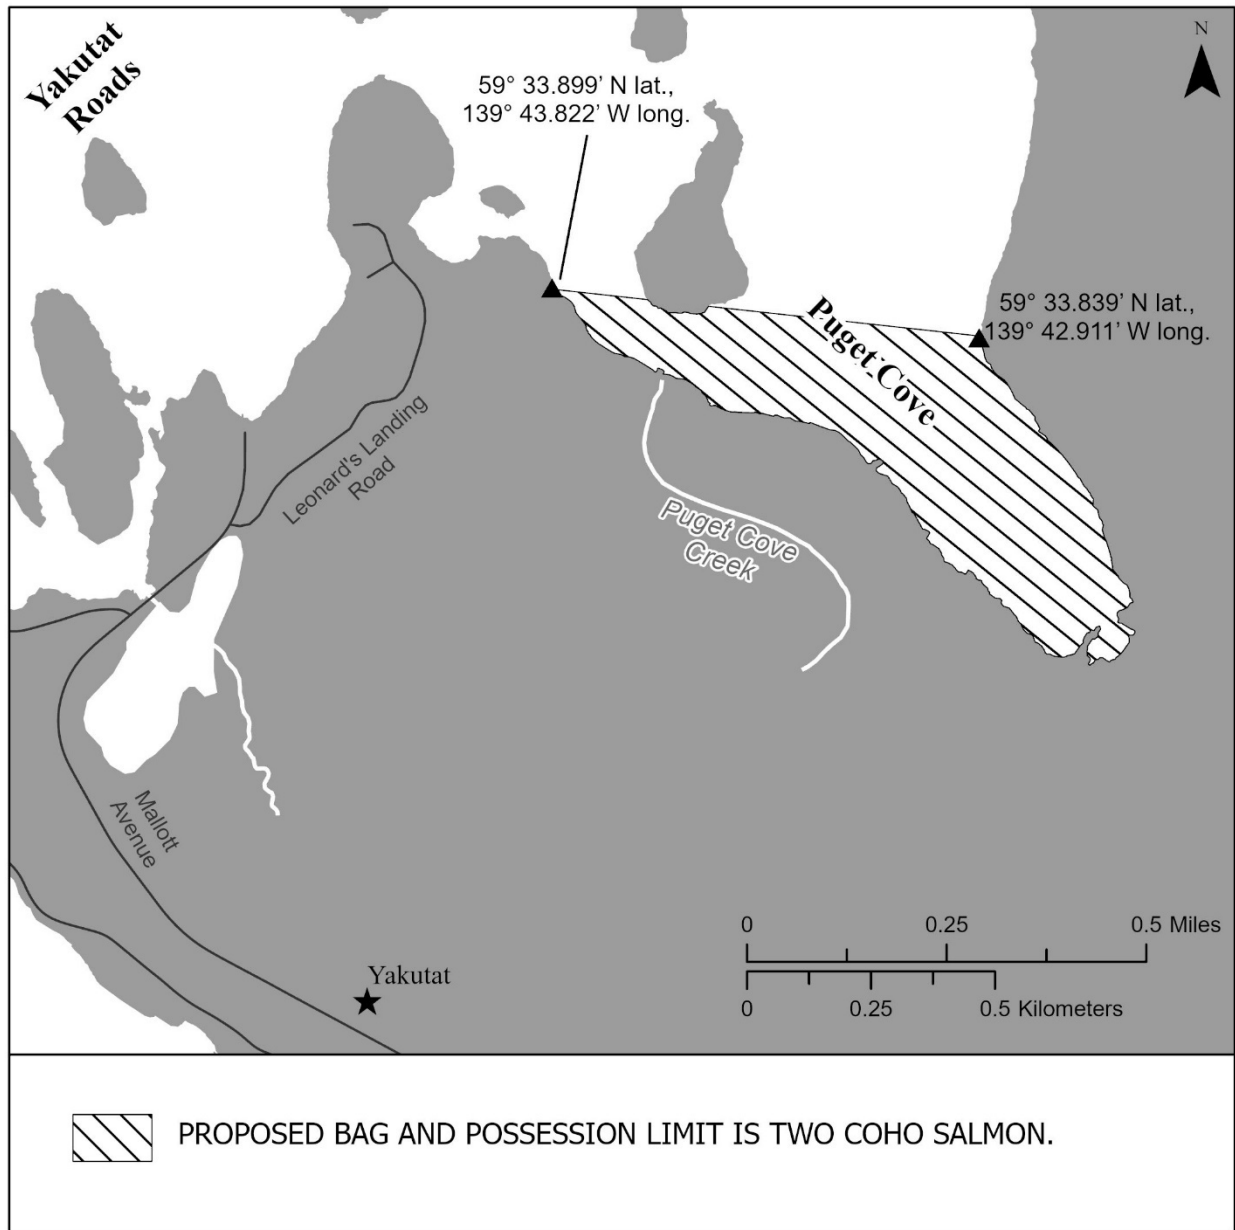 Yakutat
Roads
N
59° 33.899’ N lat.,
139° 43.822’ W long.
59° 33.839’ N lat.,
139° 42.911’ W long.
Puget Cove
Leonard's Landing
Road
Puget Cove
Creek
Mallott
Avenue
Yakutat
0 0.25 0.5 Miles
0 0.25 0.5 Kilometers
PROPOSED BAG AND POSSESSION LIMIT IS TWO COHO SALMON.